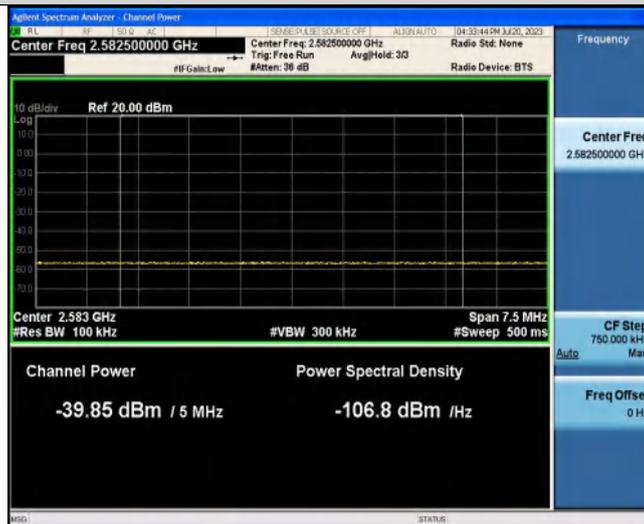 Agilent Spectrum Analyzer - Channel Power
RL RF 50 Ω AC SENSE:PULSE SOURCE OFF ALIGN AUTO 04:33:44 PM Jul 20, 2023
Center Freq 2.582500000 GHz
Center Freq: 2.582500000 GHz
Radio Std: None
Trig: Free Run Avg|Hold: 3/3
#IFGain:Low
#Atten: 36 dB
Radio Device: BTS
10 dB/div Ref 20.00 dBm
Log
10.0
0.00
-10.0
-20.0
-30.0
-40.0
-50.0
-60.0
-70.0
Center 2.583 GHz
Span 7.5 MHz
#Res BW 100 kHz
#VBW 300 kHz
#Sweep 500 ms
Channel Power
Power Spectral Density
-39.85 dBm / 5 MHz
-106.8 dBm /Hz
MSG
STATUS
Frequency
Center Fre
2.582500000 GH
CF Step
750.000 kH
Auto Ma
Freq Offse
0 H